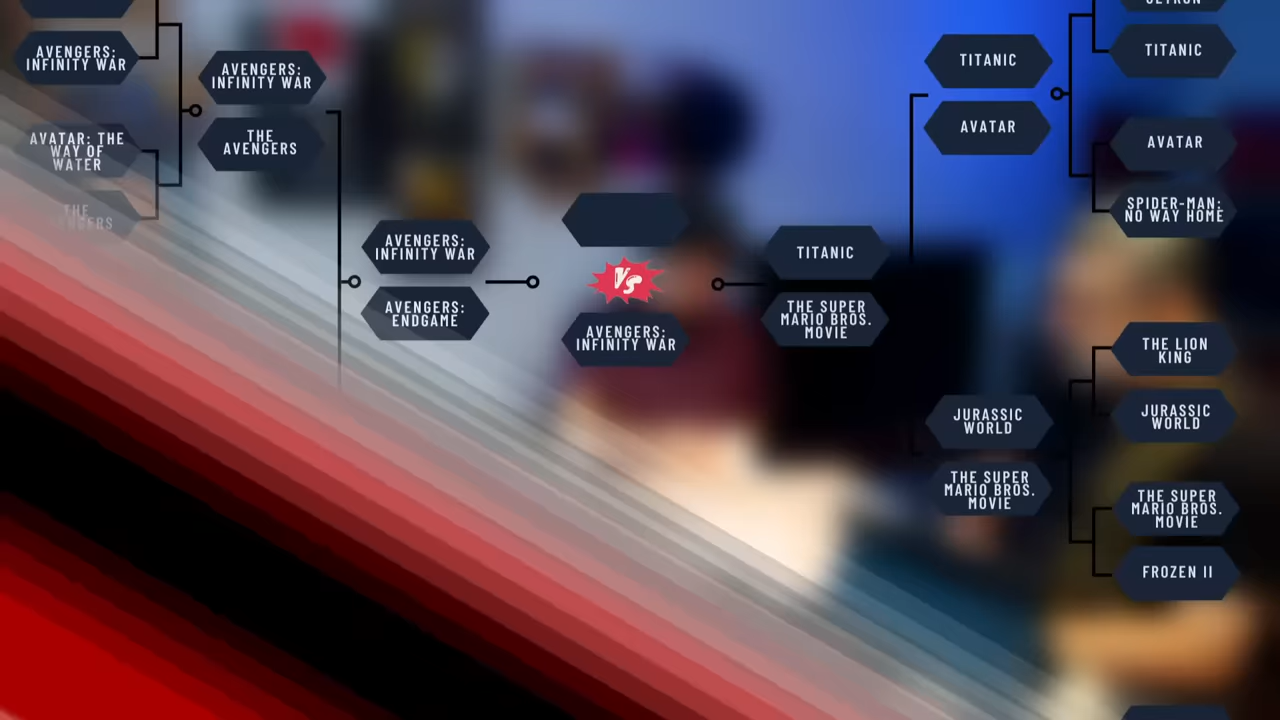 AVENGERS:
INFINITY WAR
AVATAR: THE
WAY OF
WATER
THE
AVENGERS:
INFINITY WAR
THE
AVENGERS
AVENGERS:
INFINITY WAR
AVENGERS:
ENDGAME
VS
AVENGERS:
INFINITY WAR
TITANIC
THE SUPER
MARIO BROS.
MOVIE
TITANIC
AVATAR
JURASSIC
WORLD
THE SUPER
MARIO BROS.
MOVIE
TITANIC
AVATAR
SPIDER-MAN:
NO WAY HOME
THE LION
KING
JURASSIC
WORLD
THE SUPER
MARIO BROS.
MOVIE
FROZEN II